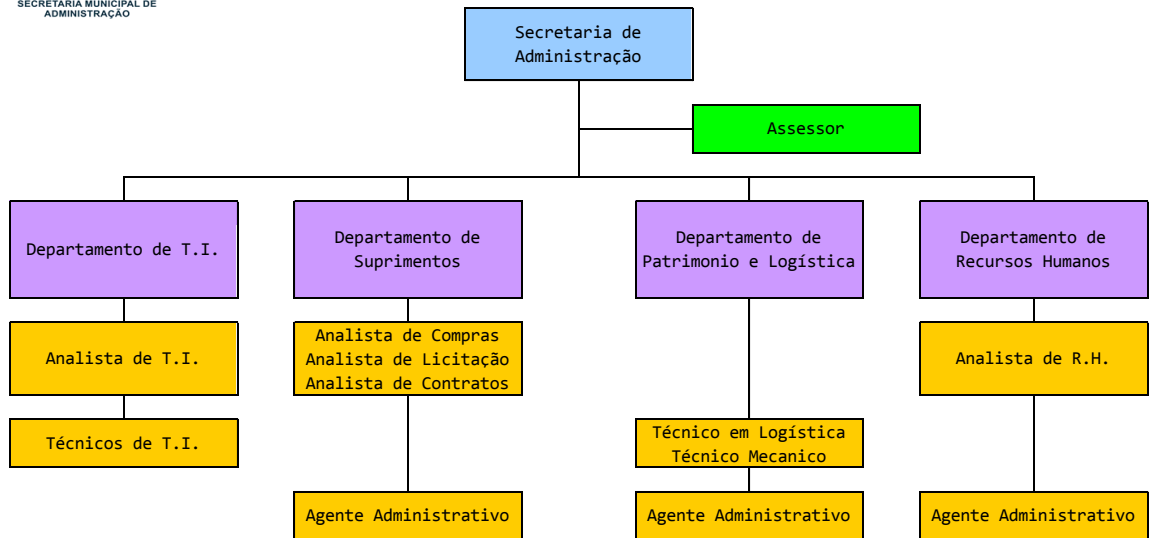 SECRETARIA MUNICIPAL DE
ADMINISTRAÇÃO
Secretaria de
Administração
Assessor
Departamento de T.I.
Departamento de
Suprimentos
Departamento de
Patrimonio e Logística
Departamento de
Recursos Humanos
Analista de T.I.
Analista de Compras
Analista de Licitação
Analista de Contratos
Analista de R.H.
Técnicos de T.I.
Técnico em Logística
Técnico Mecanico
Agente Administrativo
Agente Administrativo
Agente Administrativo